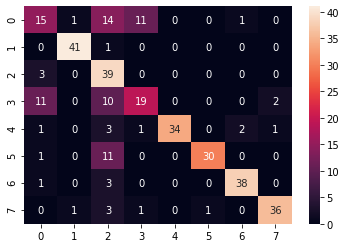 0 15 1 14 11 0 0 1 0
1 0 41 1 0 0 0 0 0
2 3 0 39 0 0 0 0 0
3 11 0 10 19 0 0 0 2
4 1 0 3 1 34 0 2 1
5 1 0 11 0 0 30 0 0
6 1 0 3 0 0 0 38 0
7 0 1 3 1 0 1 0 36
0 1 2 3 4 5 6 7
40
35
30
25
20
15
10
5
0